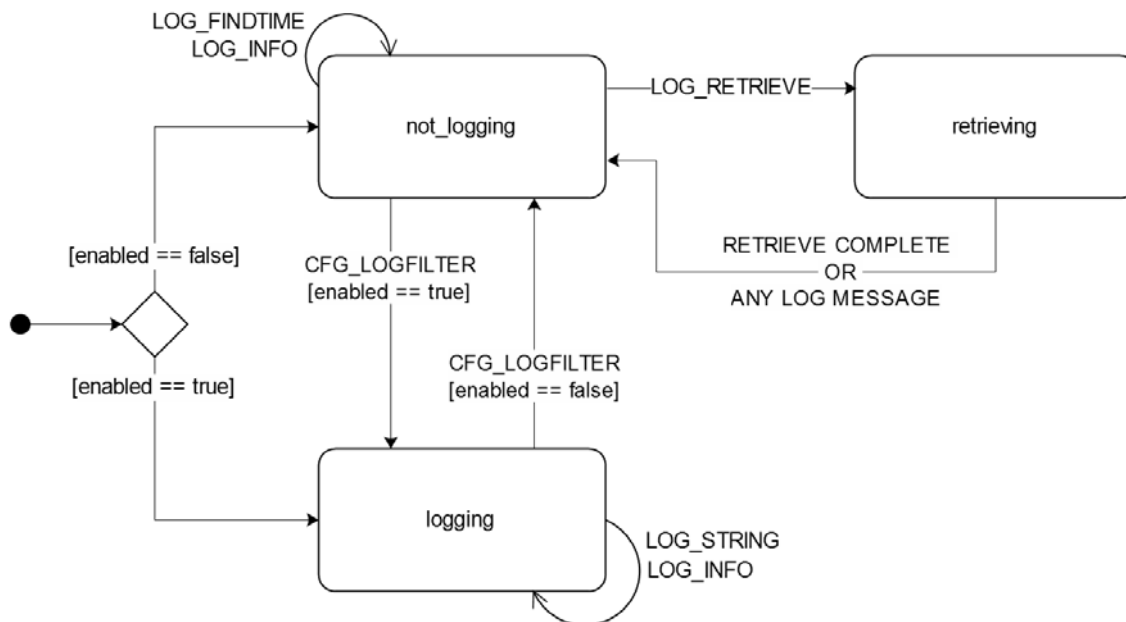 LOG_FINDTIME
LOG_INFO
not_logging
LOG_RETRIEVE
retrieving
[enabled == false]
CFG_LOGFILTER
[enabled == true]
RETRIEVE COMPLETE
OR
ANY LOG MESSAGE
[enabled == true]
CFG_LOGFILTER
[enabled == false]
logging
LOG_STRING
LOG_INFO